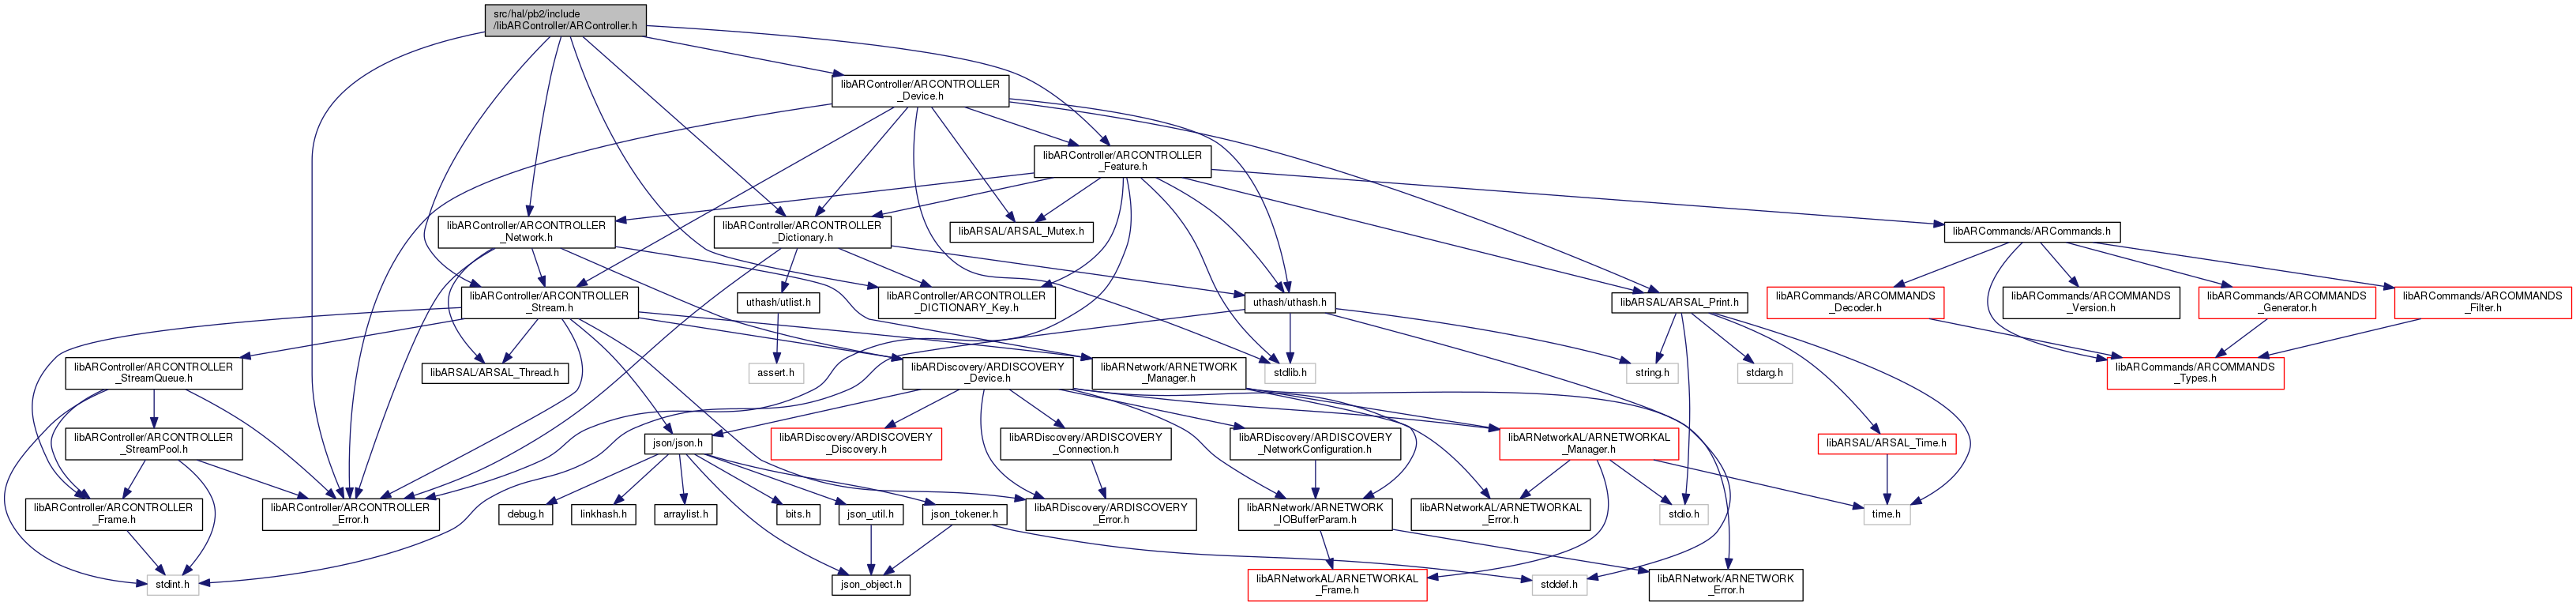 src/hal/pb2/include
/libARController/ARController.h
libARController/ARCONTROLLER
_Device.h
libARController/ARCONTROLLER
_Feature.h
libARController/ARCONTROLLER
_Network.h
libARController/ARCONTROLLER
_Dictionary.h
libARSAL/ARSAL_Mutex.h
libARCommands/ARCommands.h
libARController/ARCONTROLLER
_Stream.h
uthash/utlist.h
libARController/ARCONTROLLER
_DICTIONARY_Key.h
uthash/uthash.h
libARSAL/ARSAL_Print.h
libARCommands/ARCOMMANDS
_Decoder.h
libARCommands/ARCOMMANDS
_Version.h
libARCommands/ARCOMMANDS
_Generator.h
libARCommands/ARCOMMANDS
_Filter.h
libARController/ARCONTROLLER
_StreamQueue.h
libARSAL/ARSAL_Thread.h
assert.h
libARDiscovery/ARDISCOVERY
_Device.h
libARNetwork/ARNETWORK
_Manager.h
stdlib.h
string.h
stdarg.h
libARCommands/ARCOMMANDS
_Types.h
libARController/ARCONTROLLER
_StreamPool.h
json/json.h
libARDiscovery/ARDISCOVERY
_Discovery.h
libARDiscovery/ARDISCOVERY
_Connection.h
libARDiscovery/ARDISCOVERY
_NetworkConfiguration.h
libARNetworkAL/ARNETWORKAL
_Manager.h
libARSAL/ARSAL_Time.h
libARController/ARCONTROLLER
_Frame.h
libARController/ARCONTROLLER
_Error.h
debug.h
linkhash.h
arraylist.h
bits.h
json_util.h
json_tokener.h
libARDiscovery/ARDISCOVERY
_Error.h
libARNetwork/ARNETWORK
_IOBufferParam.h
libARNetworkAL/ARNETWORKAL
_Error.h
stdio.h
time.h
stdint.h
json_object.h
libARNetworkAL/ARNETWORKAL
_Frame.h
stddef.h
libARNetwork/ARNETWORK
_Error.h